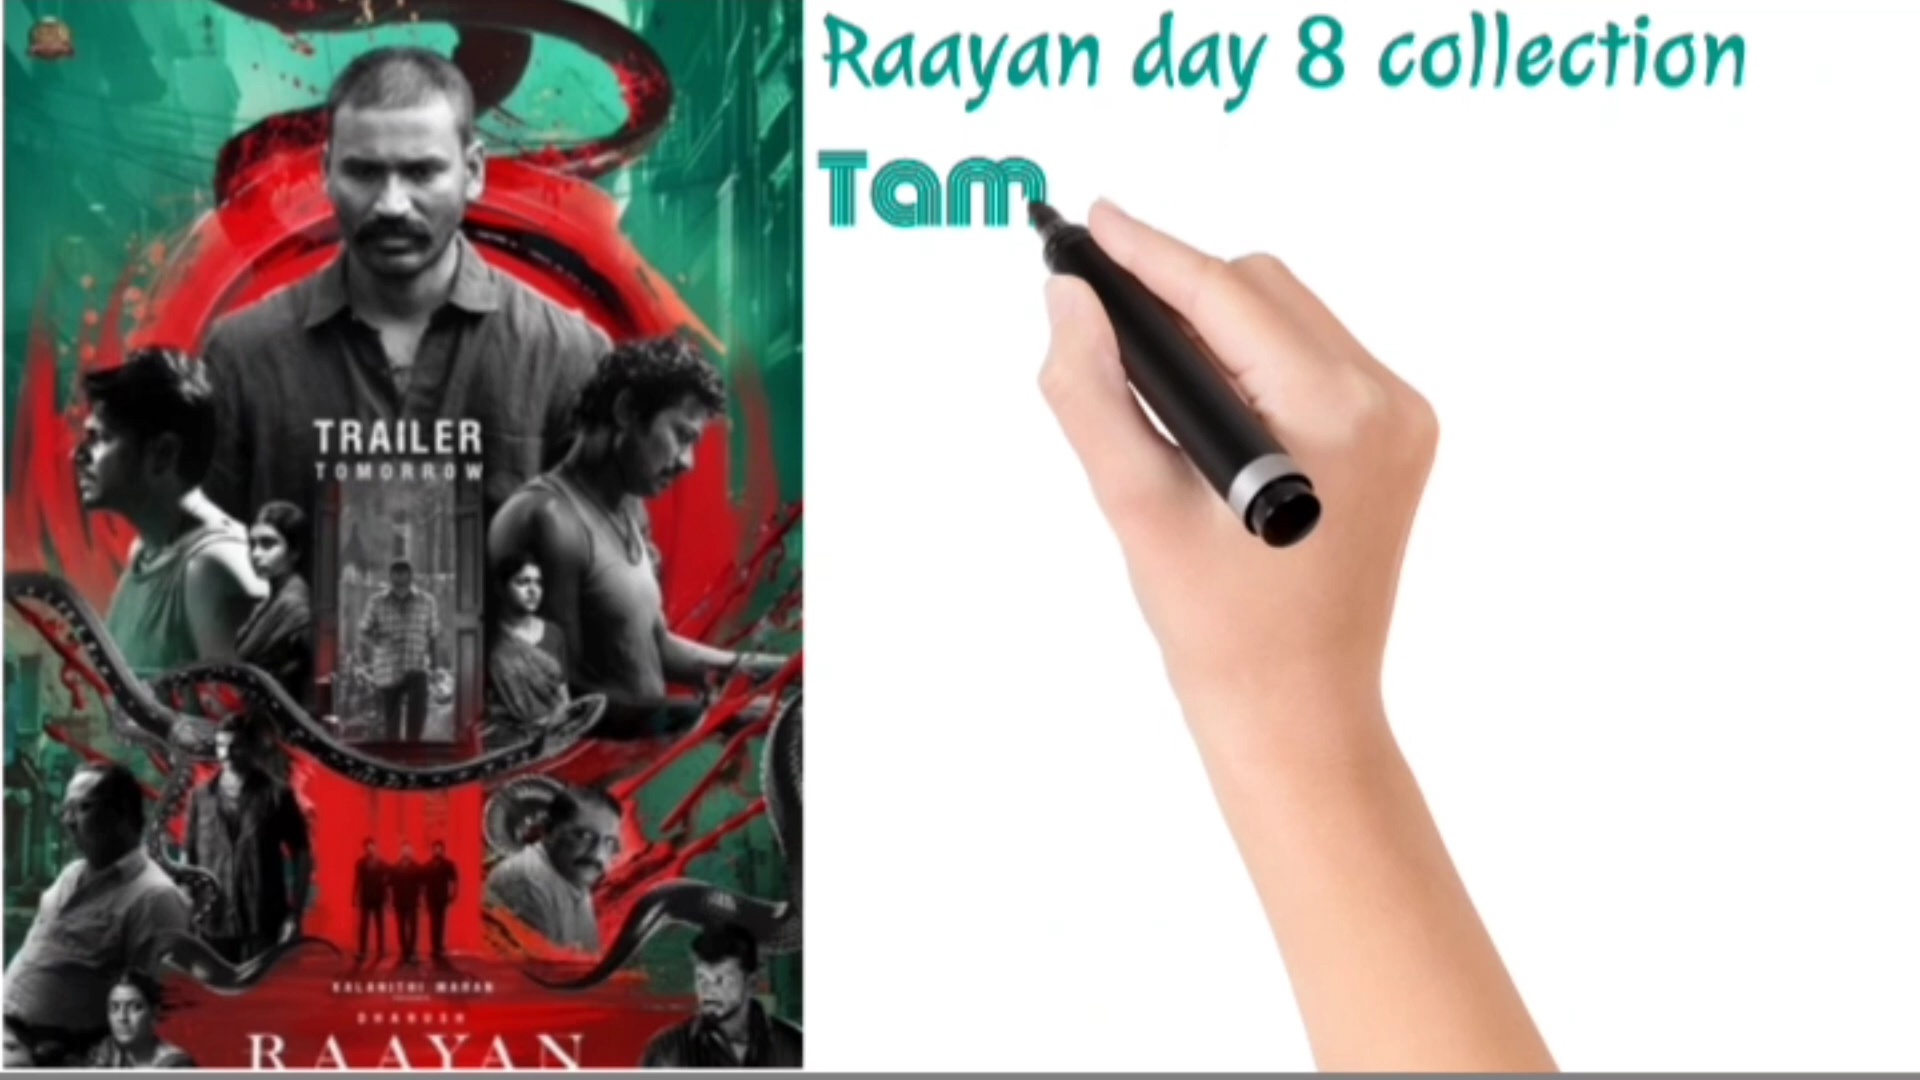 Raayan day 8 collection
Tam
TRAILER
TOMORROW
KALANITHI MARAN
DHANUSH
RAAYAN